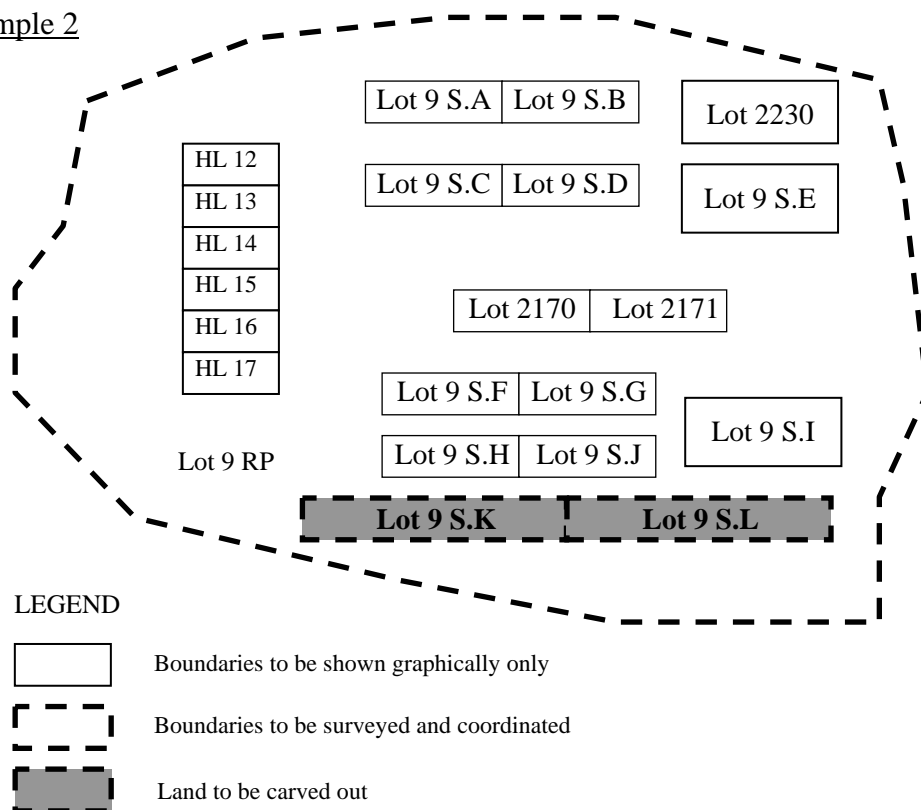 mple 2
Lot 9 S.A Lot 9 S.B
Lot 2230
HL 12
Lot 9 S.C Lot 9 S.D
Lot 9 S.E
HL 13
HL 14
HL 15
Lot 2170 Lot 2171
HL 16
HL 17
Lot 9 S.F Lot 9 S.G
Lot 9 S.I
Lot 9 RP
Lot 9 S.H Lot 9 S.J
Lot 9 S.K Lot 9 S.L
LEGEND
Boundaries to be shown graphically only
Boundaries to be surveyed and coordinated
Land to be carved out